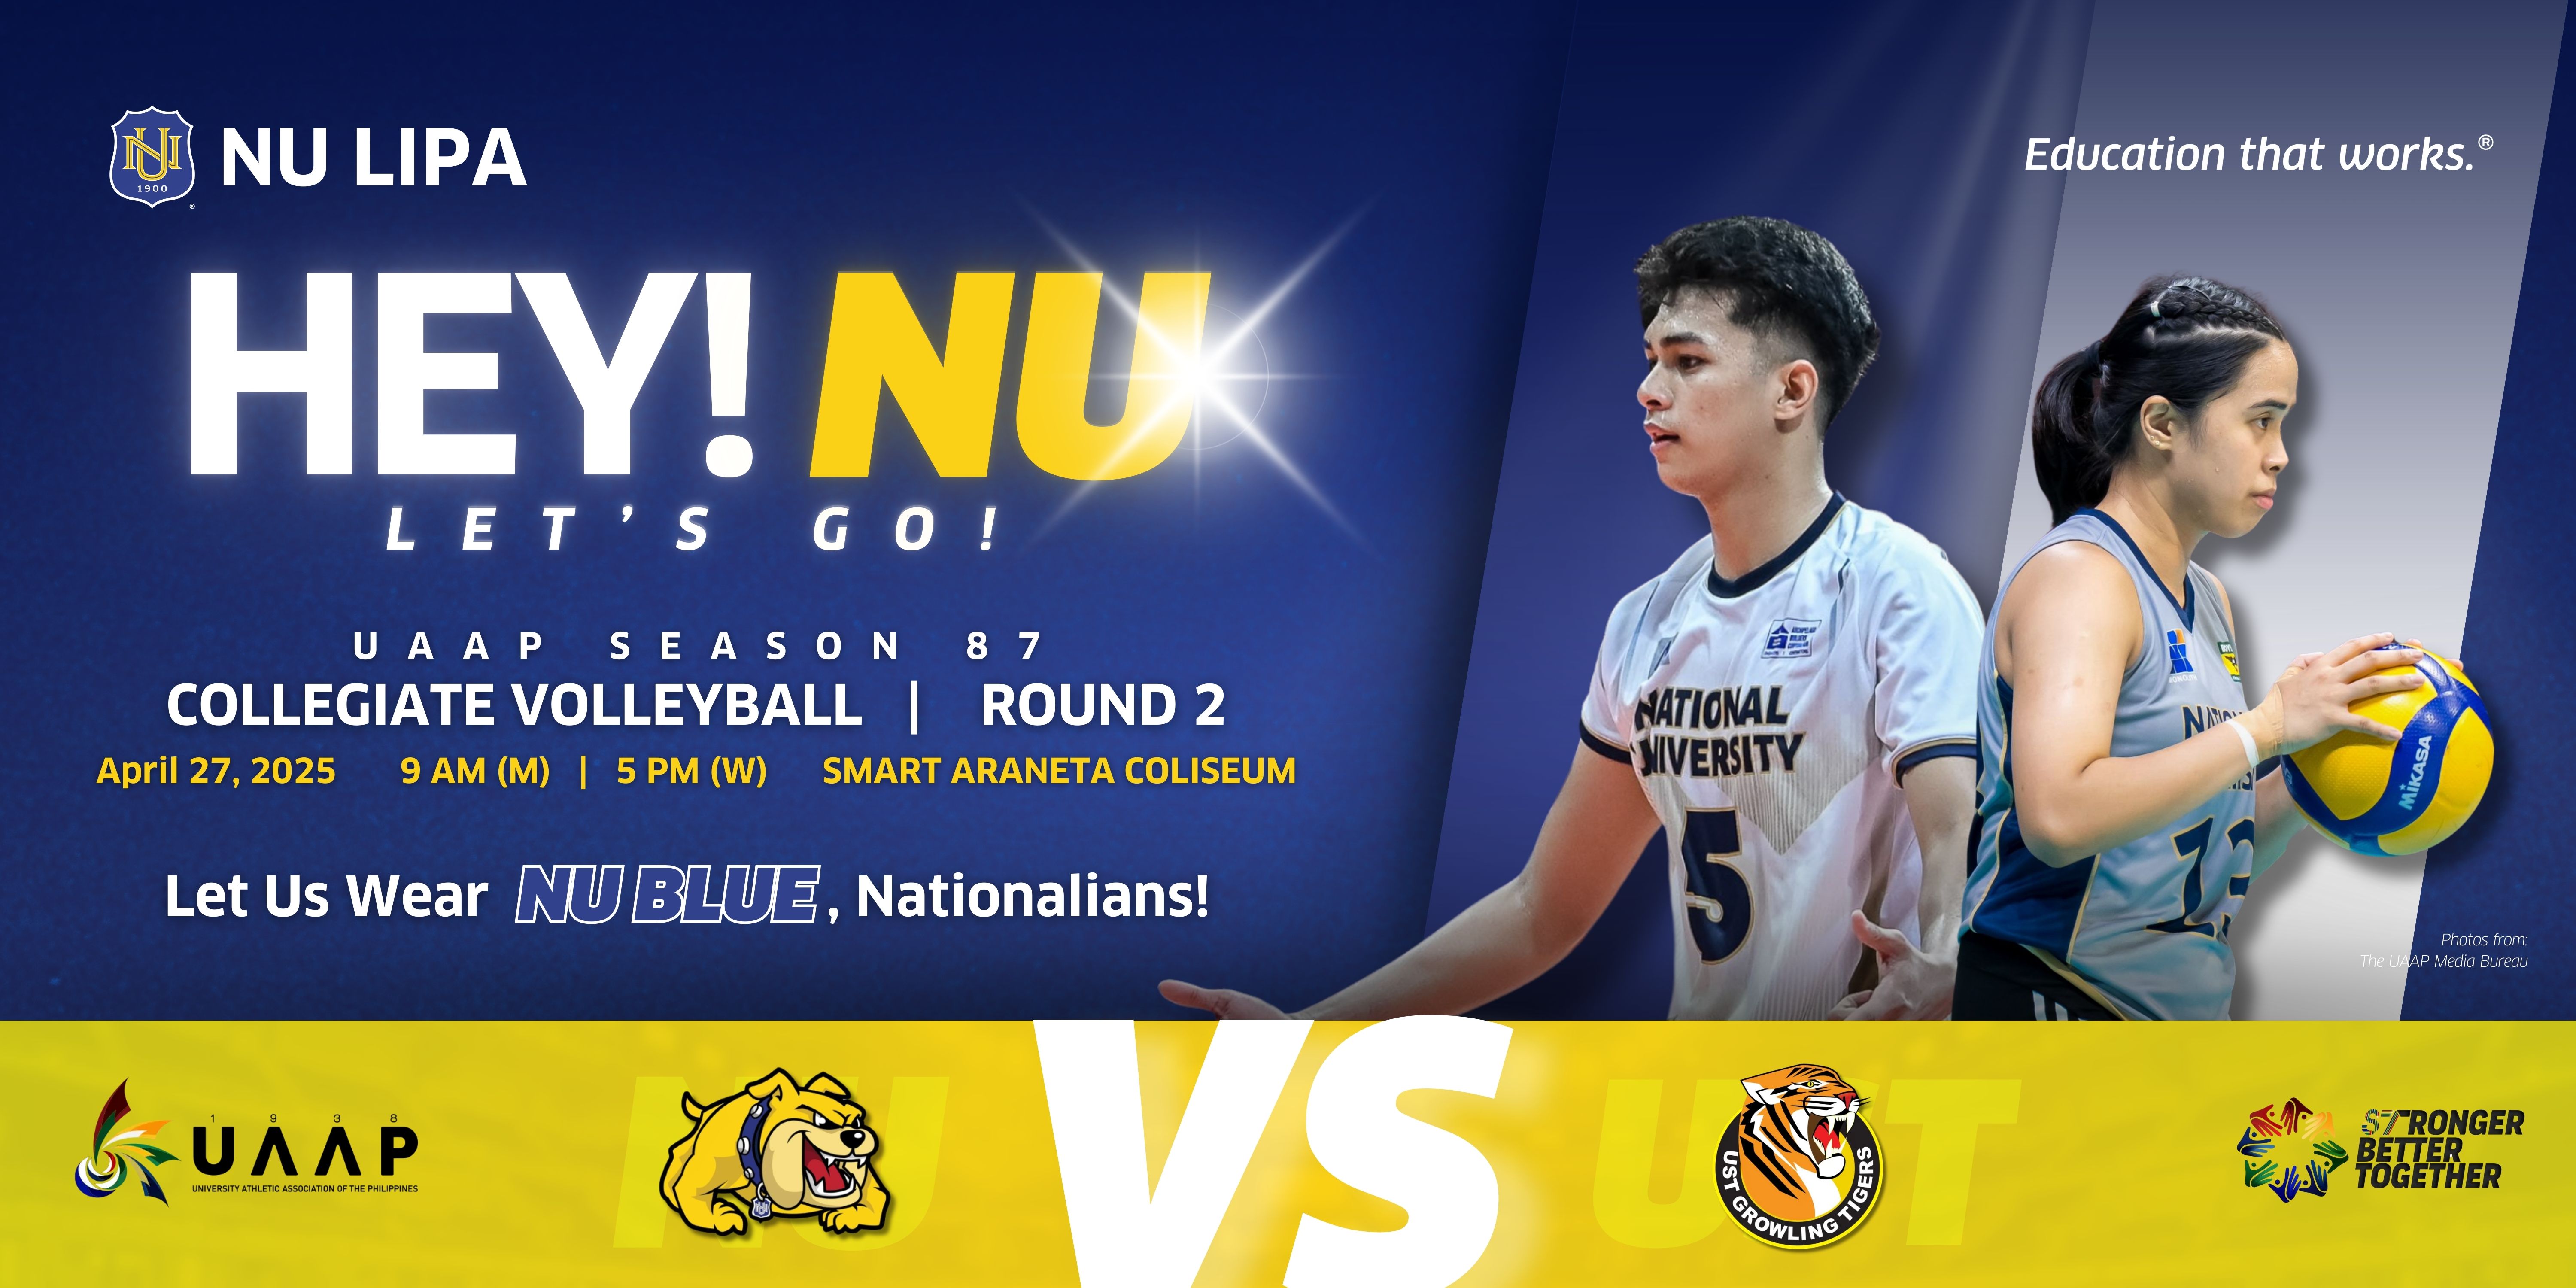 NU
1900
NU LIPA
Education that works.®
HEY! NU
LET'S GO!
UAAP SEASON 87
COLLEGIATE VOLLEYBALL | ROUND 2
April 27, 2025 9 AM (M) | 5 PM (W) SMART ARANETA COLISEUM
Let Us Wear NU BLUE, Nationalians!
NATIONAL
UNIVERSITY
5
MIKASA
Photos from:
The UAAP Media Bureau
1938
UAAP
UNIVERSITY ATHLETIC ASSOCIATION OF THE PHILIPPINES
NU
VS
UST
UST GROWLING TIGERS
S7RONGER
BETTER
TOGETHER